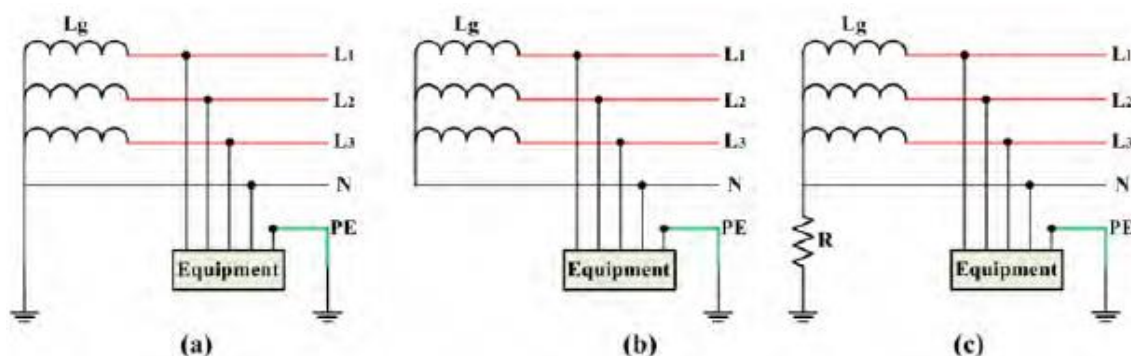 Lg
L1
L2
L3
N
PE
Equipment
(a)
Lg
L1
L2
L3
N
PE
Equipment
(b)
Lg
L1
L2
L3
N
PE
R
Equipment
(c)